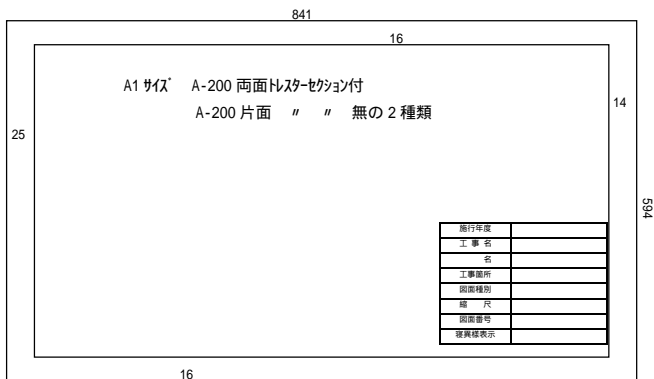 841
16
A1 ｻｲｽﾞ A-200 両面ﾄﾚｽﾀｰｾｸｼｮﾝ付
A-200 片面 〃 〃 無の 2 種類
14
25
594
施行年度
工 事 名
名
工事箇所
図面種別
縮 尺
図面番号
16